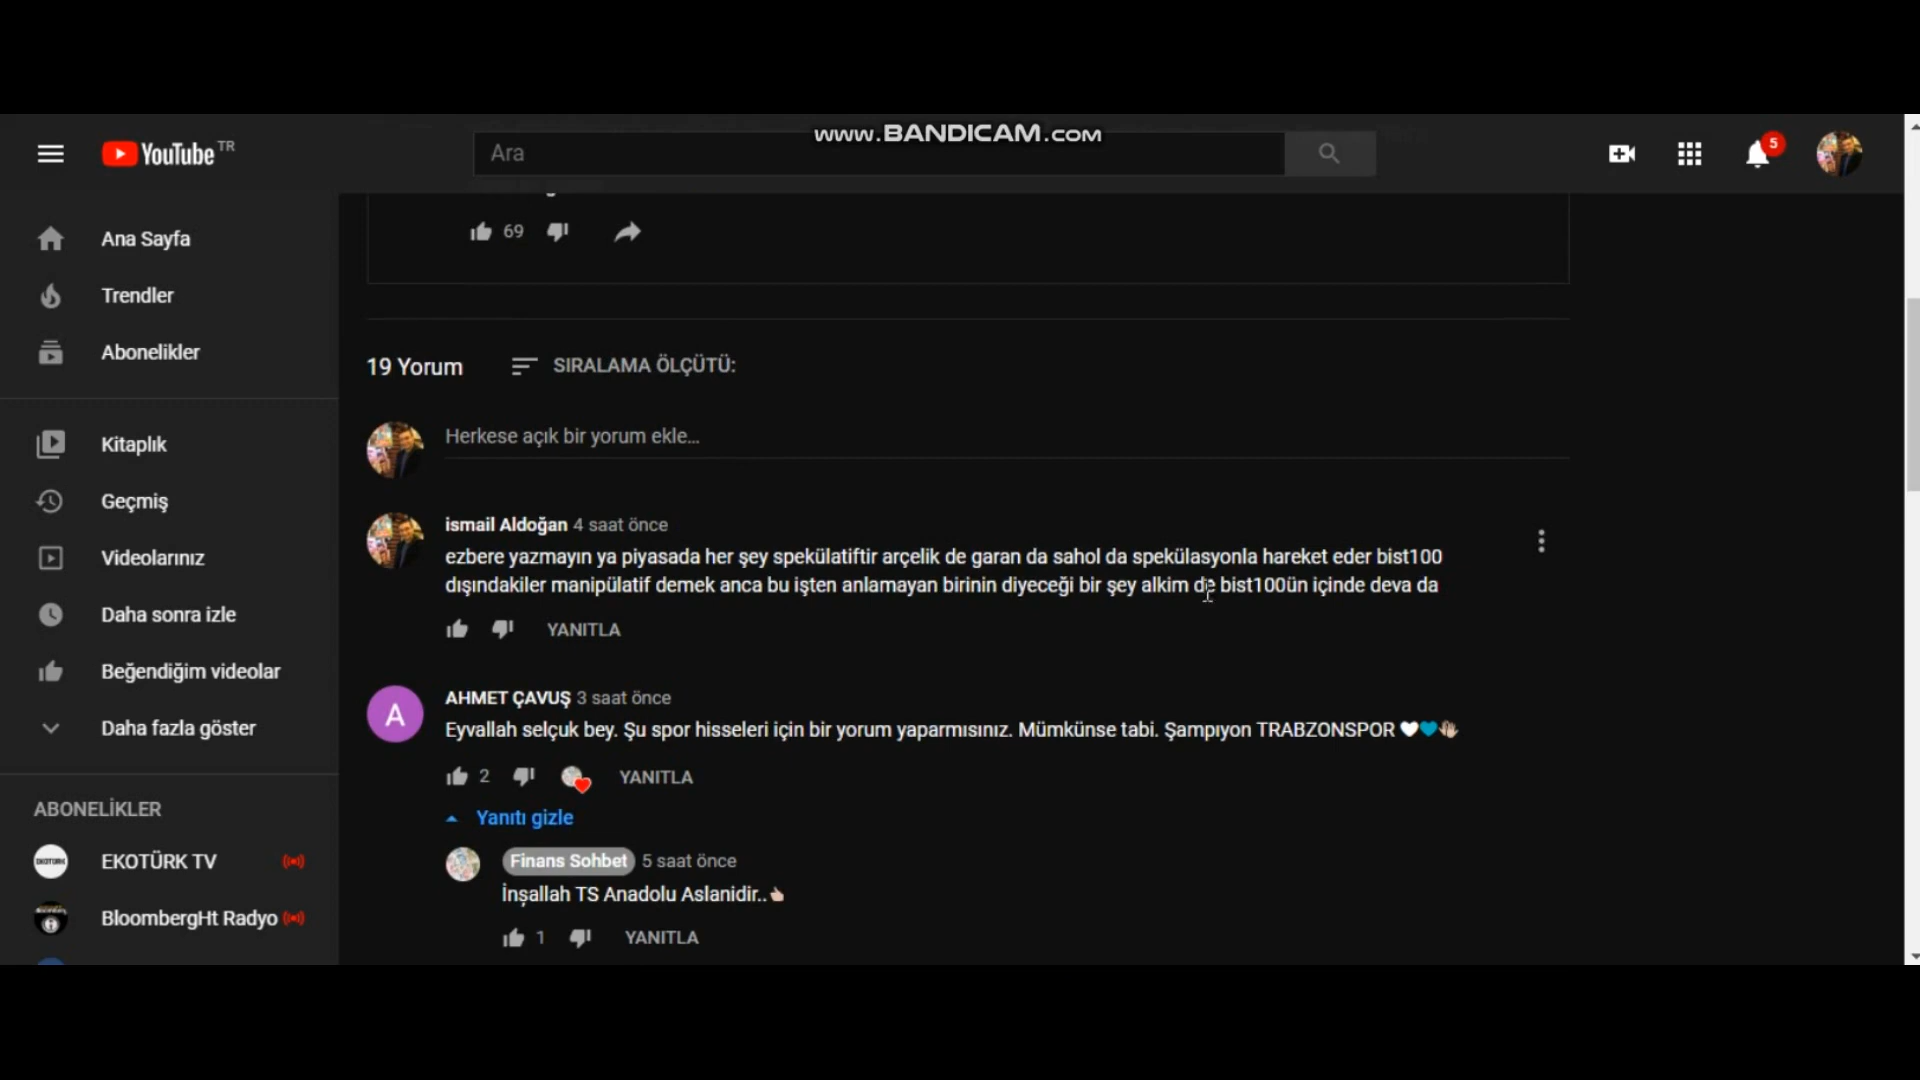 www.BANDICAM.com
YouTube TR
Ara
5
Ana Sayfa
Trendler
Abonelikler
Kitaplık
Geçmiş
Videolarınız
Daha sonra izle
Beğendiğim videolar
Daha fazla göster
ABONELİKLER
EKOTÜRK TV
BloombergHt Radyo
69
19 Yorum
SIRALAMA ÖLÇÜTÜ:
Herkese açık bir yorum ekle...
ismail Aldoğan 4 saat önce
ezbere yazmayın ya piyasada her şey spekülatiftir arçelik de garan da sahol da spekülasyonla hareket eder bist100
dışındakiler manipülatif demek anca bu işten anlamayan birinin diyeceği bir şey alkim de bist100ün içinde deva da
YANITLA
A
AHMET ÇAVUŞ 3 saat önce
Eyvallah selçuk bey. Şu spor hisseleri için bir yorum yaparmısınız. Mümkünse tabi. Şampıyon TRABZONSPOR 🤍💙👋🏼
2 YANITLA
Yanıtı gizle
Finans Sohbet 5 saat önce
İnşallah TS Anadolu Aslanidir..👆🏼
1 YANITLA